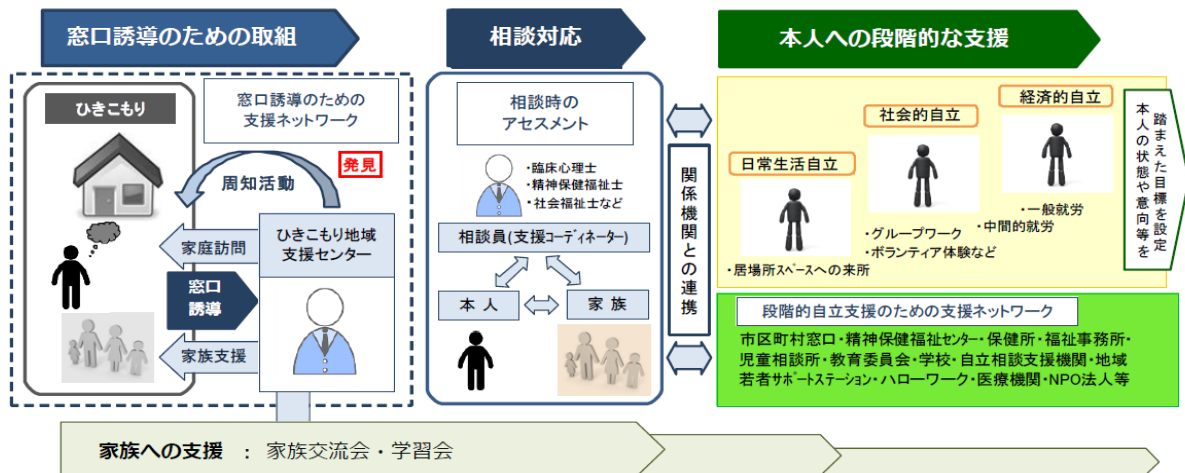 窓口誘導のための取組
ひきこもり
窓口誘導のための
支援ネットワーク
発見
周知活動
家庭訪問
窓口
誘導
家族支援
ひきこもり地域
支援センター
相談対応
相談時の
アセスメント
・臨床心理士
・精神保健福祉士
・社会福祉士など
相談員(支援コーディネーター)
本人
家族
関係機関との連携
本人への段階的な支援
日常生活自立
・居場所スペースへの来所
社会的自立
・グループワーク
・ボランティア体験など
経済的自立
・一般就労
・中間的就労
本人の状態や意向等を
踏まえた目標を設定
段階的自立支援のための支援ネットワーク
市区町村窓口・精神保健福祉センター・保健所・福祉事務所・
児童相談所・教育委員会・学校・自立相談支援機関・地域
若者サポートステーション・ハローワーク・医療機関・NPO法人等
家族への支援 : 家族交流会・学習会